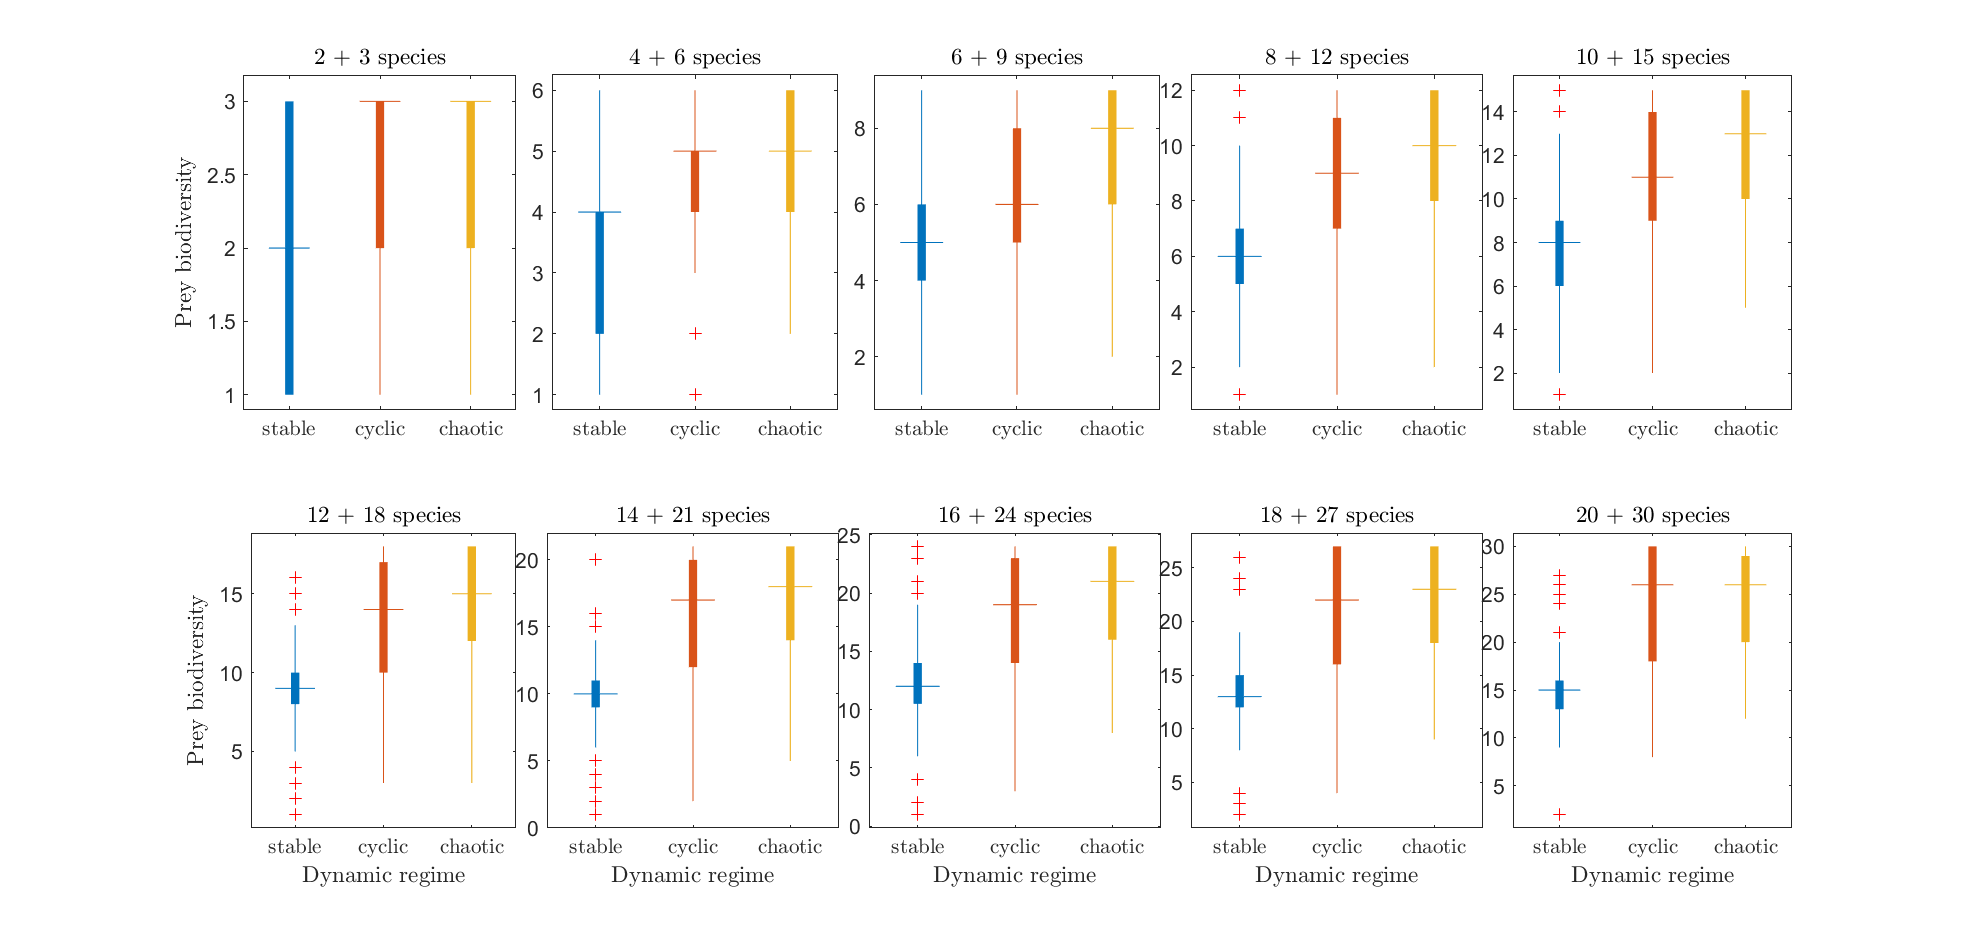 2 + 3 species
4 + 6 species
6 + 9 species
8 + 12 species
10 + 15 species
Prey biodiversity
3
2.5
2
1.5
1
6
5
4
3
2
1
8
6
4
2
12
10
8
6
4
2
14
12
10
8
6
4
2
stable cyclic chaotic
stable cyclic chaotic
stable cyclic chaotic
stable cyclic chaotic
stable cyclic chaotic
12 + 18 species
14 + 21 species
16 + 24 species
18 + 27 species
20 + 30 species
Prey biodiversity
15
10
5
20
15
10
5
0
25
20
15
10
5
0
25
20
15
10
5
30
25
20
15
10
5
stable cyclic chaotic
stable cyclic chaotic
stable cyclic chaotic
stable cyclic chaotic
stable cyclic chaotic
Dynamic regime
Dynamic regime
Dynamic regime
Dynamic regime
Dynamic regime